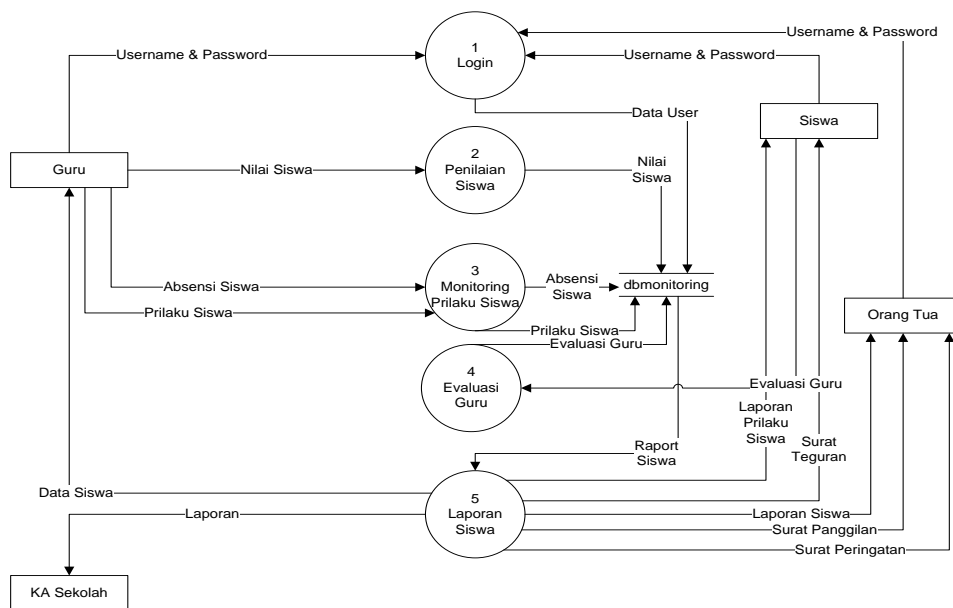 Username & Password
1
Login
Username & Password
Username & Password
Data User
Siswa
Guru
Nilai Siswa
2
Penilaian
Siswa
Nilai
Siswa
Absensi Siswa
Prilaku Siswa
3
Monitoring
Prilaku Siswa
Absensi
Siswa
dbmonitoring
Prilaku Siswa
Evaluasi Guru
Orang Tua
4
Evaluasi
Guru
Evaluasi Guru
Laporan
Prilaku
Siswa
Surat
Teguran
Raport
Siswa
Data Siswa
Laporan
5
Laporan
Siswa
Laporan Siswa
Surat Panggilan
Surat Peringatan
KA Sekolah